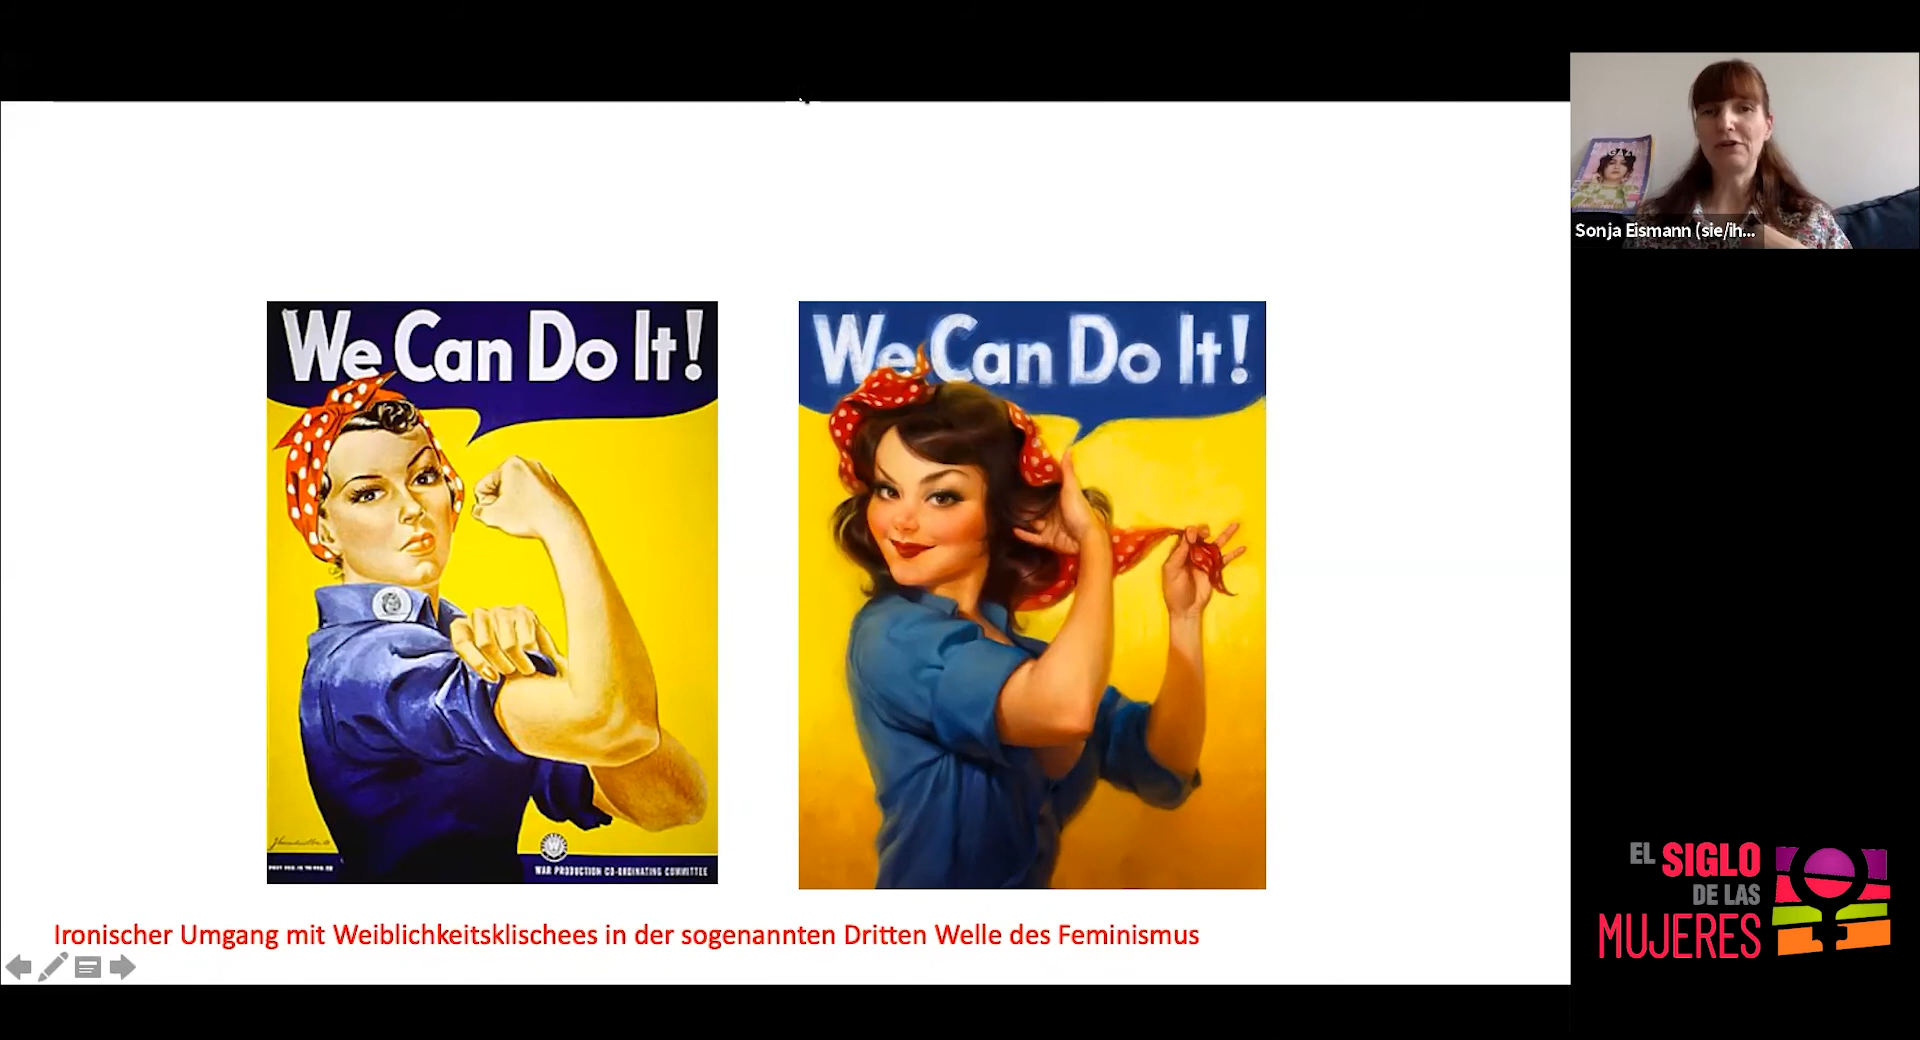 We Can Do It!
WAR PRODUCTION CO-ORDINATING COMMITTEE
We Can Do It!
Ironischer Umgang mit Weiblichkeitsklischees in der sogenannten Dritten Welle des Feminismus
Sonja Eismann (sie/ih...
EL SIGLO
DE LAS
MUJERES